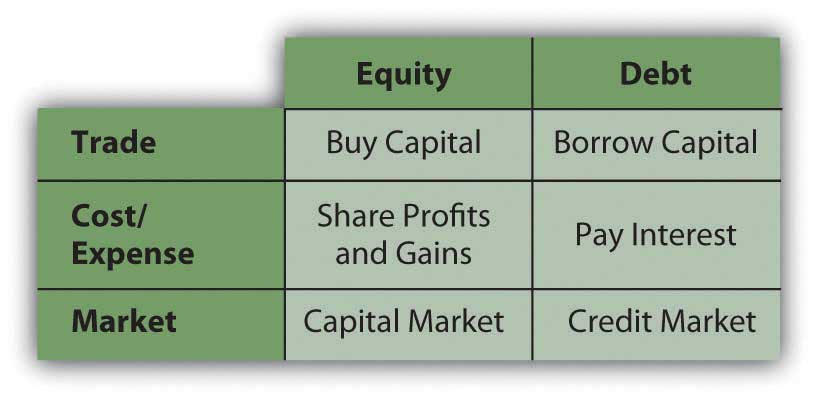 Equity Debt
Trade Buy Capital Borrow Capital
Cost/
Expense Share Profits
and Gains Pay Interest
Market Capital Market Credit Market